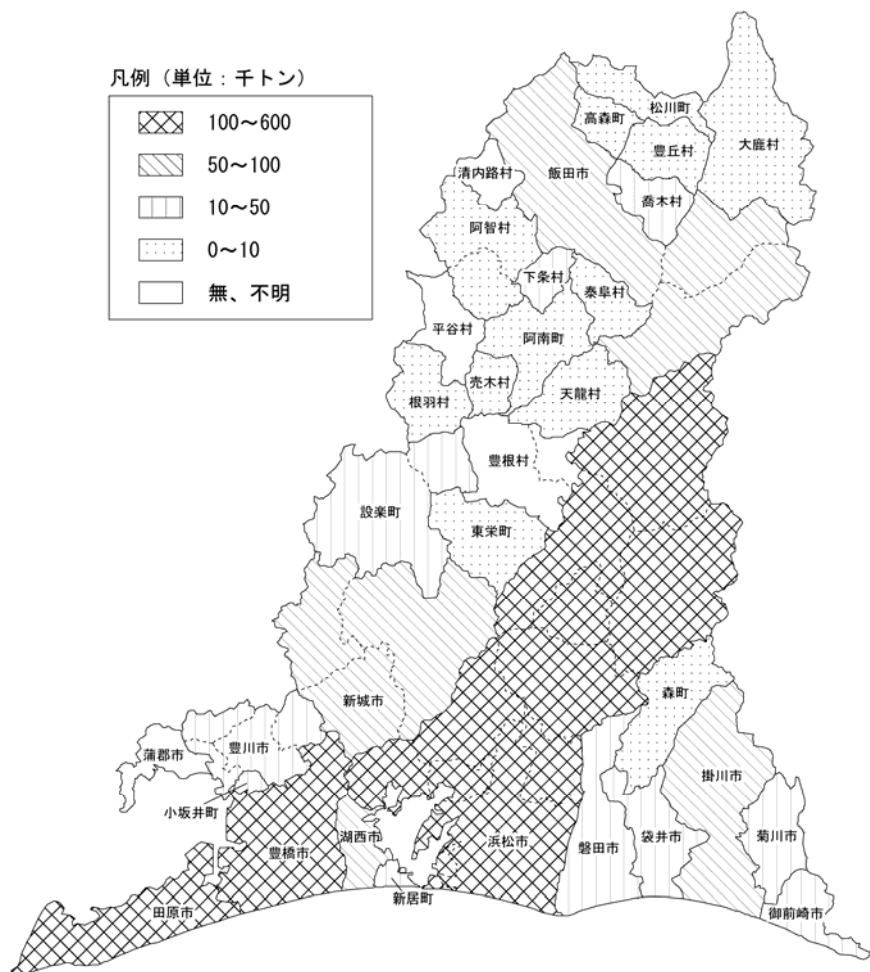 凡例（単位：千トン）
100～600
50～100
10～50
0～10
無、不明
松川町
高森町
大鹿村
豊丘村
清内路村
飯田市
喬木村
阿智村
下条村
泰阜村
平谷村
阿南町
売木村
天龍村
根羽村
豊根村
設楽町
東栄町
森町
新城市
豊川市
蒲郡市
掛川市
小坂井町
湖西市
浜松市
磐田市
袋井市
菊川市
豊橋市
新居町
田原市
御前崎市